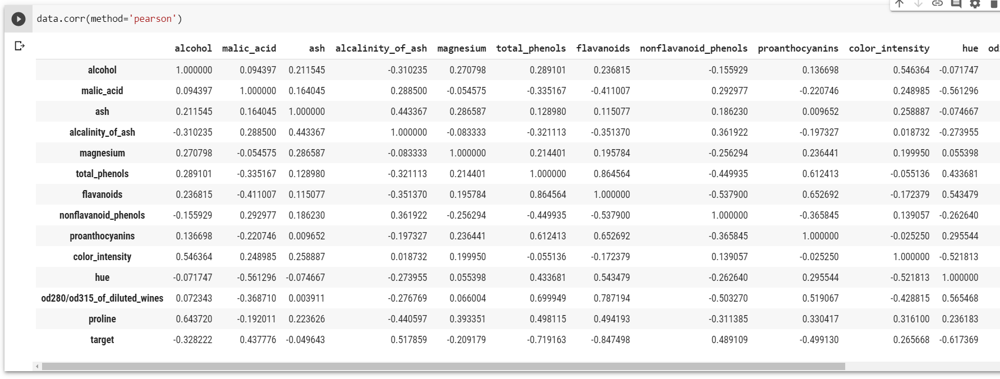 data.corr(method='pearson')
alcohol malic_acid ash alcalinity_of_ash magnesium total_phenols flavanoids nonflavanoid_phenols proanthocyanins color_intensity hue od
alcohol 1.000000 0.094397 0.211545 -0.310235 0.270798 0.289101 0.236815 -0.155929 0.136698 0.546364 -0.071747
malic_acid 0.094397 1.000000 0.164045 0.288500 -0.054575 -0.335167 -0.411007 0.292977 -0.220746 0.248985 -0.561296
ash 0.211545 0.164045 1.000000 0.443367 0.286587 0.128980 0.115077 0.186230 0.009652 0.258887 -0.074667
alcalinity_of_ash -0.310235 0.288500 0.443367 1.000000 -0.083333 -0.321113 -0.351370 0.361922 -0.197327 0.018732 -0.273955
magnesium 0.270798 -0.054575 0.286587 -0.083333 1.000000 0.214401 0.195784 -0.256294 0.236441 0.199950 0.055398
total_phenols 0.289101 -0.335167 0.128980 -0.321113 0.214401 1.000000 0.864564 -0.449935 0.612413 -0.055136 0.433681
flavanoids 0.236815 -0.411007 0.115077 -0.351370 0.195784 0.864564 1.000000 -0.537900 0.652692 -0.172379 0.543479
nonflavanoid_phenols -0.155929 0.292977 0.186230 0.361922 -0.256294 -0.449935 -0.537900 1.000000 -0.365845 0.139057 -0.262640
proanthocyanins 0.136698 -0.220746 0.009652 -0.197327 0.236441 0.612413 0.652692 -0.365845 1.000000 -0.025250 0.295544
color_intensity 0.546364 0.248985 0.258887 0.018732 0.199950 -0.055136 -0.172379 0.139057 -0.025250 1.000000 -0.521813
hue -0.071747 -0.561296 -0.074667 -0.273955 0.055398 0.433681 0.543479 -0.262640 0.295544 -0.521813 1.000000
od280/od315_of_diluted_wines 0.072343 -0.368710 0.003911 -0.276769 0.066004 0.699949 0.787194 -0.503270 0.519067 -0.428815 0.565468
proline 0.643720 -0.192011 0.223626 -0.440597 0.393351 0.498115 0.494193 -0.311385 0.330417 0.316100 0.236183
target -0.328222 0.437776 -0.049643 0.517859 -0.209179 -0.719163 -0.847498 0.489109 -0.499130 0.265668 -0.617369